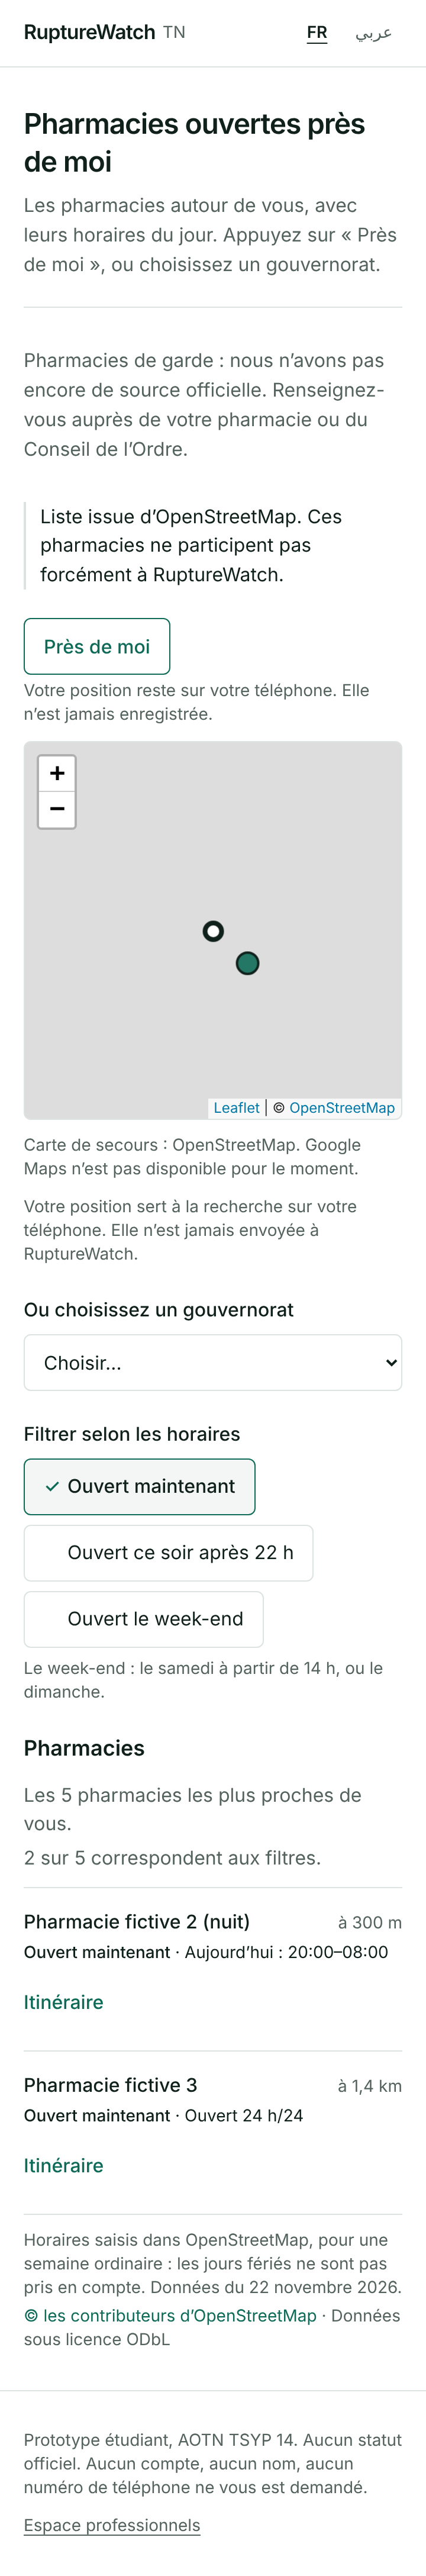 RuptureWatch TN
FR
عربي
Pharmacies ouvertes près
de moi
Les pharmacies autour de vous, avec
leurs horaires du jour. Appuyez sur « Près
de moi », ou choisissez un gouvernorat.
Pharmacies de garde : nous n’avons pas
encore de source officielle. Renseignez-
vous auprès de votre pharmacie ou du
Conseil de l’Ordre.
Liste issue d’OpenStreetMap. Ces
pharmacies ne participent pas
forcément à RuptureWatch.
Près de moi
Votre position reste sur votre téléphone. Elle
n’est jamais enregistrée.
+
−
Leaflet | © OpenStreetMap
Carte de secours : OpenStreetMap. Google
Maps n’est pas disponible pour le moment.
Votre position sert à la recherche sur votre
téléphone. Elle n’est jamais envoyée à
RuptureWatch.
Ou choisissez un gouvernorat
Choisir...
Filtrer selon les horaires
✓ Ouvert maintenant
Ouvert ce soir après 22 h
Ouvert le week-end
Le week-end : le samedi à partir de 14 h, ou le
dimanche.
Pharmacies
Les 5 pharmacies les plus proches de
vous.
2 sur 5 correspondent aux filtres.
Pharmacie fictive 2 (nuit) à 300 m
Ouvert maintenant · Aujourd’hui : 20:00–08:00
Itinéraire
Pharmacie fictive 3 à 1,4 km
Ouvert maintenant · Ouvert 24 h/24
Itinéraire
Horaires saisis dans OpenStreetMap, pour une
semaine ordinaire : les jours fériés ne sont pas
pris en compte. Données du 22 novembre 2026.
© les contributeurs d’OpenStreetMap · Données
sous licence ODbL
Prototype étudiant, AOTN TSYP 14. Aucun statut
officiel. Aucun compte, aucun nom, aucun
numéro de téléphone ne vous est demandé.
Espace professionnels